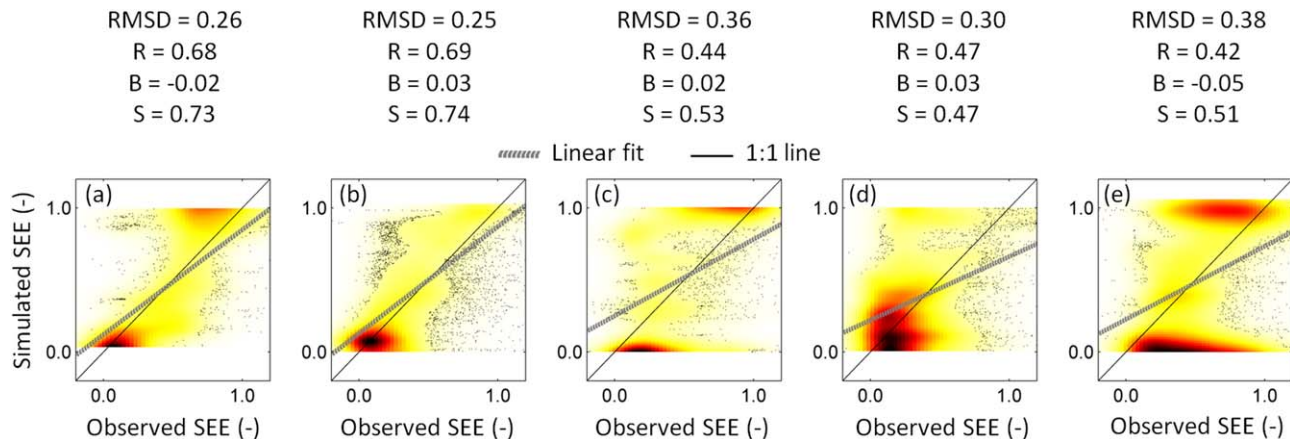 RMSD = 0.26 RMSD = 0.25 RMSD = 0.36 RMSD = 0.30 RMSD = 0.38
R = 0.68 R = 0.69 R = 0.44 R = 0.47 R = 0.42
B = -0.02 B = 0.03 B = 0.02 B = 0.03 B = -0.05
S = 0.73 S = 0.74 S = 0.53 S = 0.47 S = 0.51
Linear fit 1:1 line
Simulated SEE (-)
(a) (b) (c) (d) (e)
1.0 1.0 1.0 1.0 1.0
0.0 0.0 0.0 0.0 0.0
0.0 1.0 0.0 1.0 0.0 1.0 0.0 1.0 0.0 1.0
Observed SEE (-) Observed SEE (-) Observed SEE (-) Observed SEE (-) Observed SEE (-)